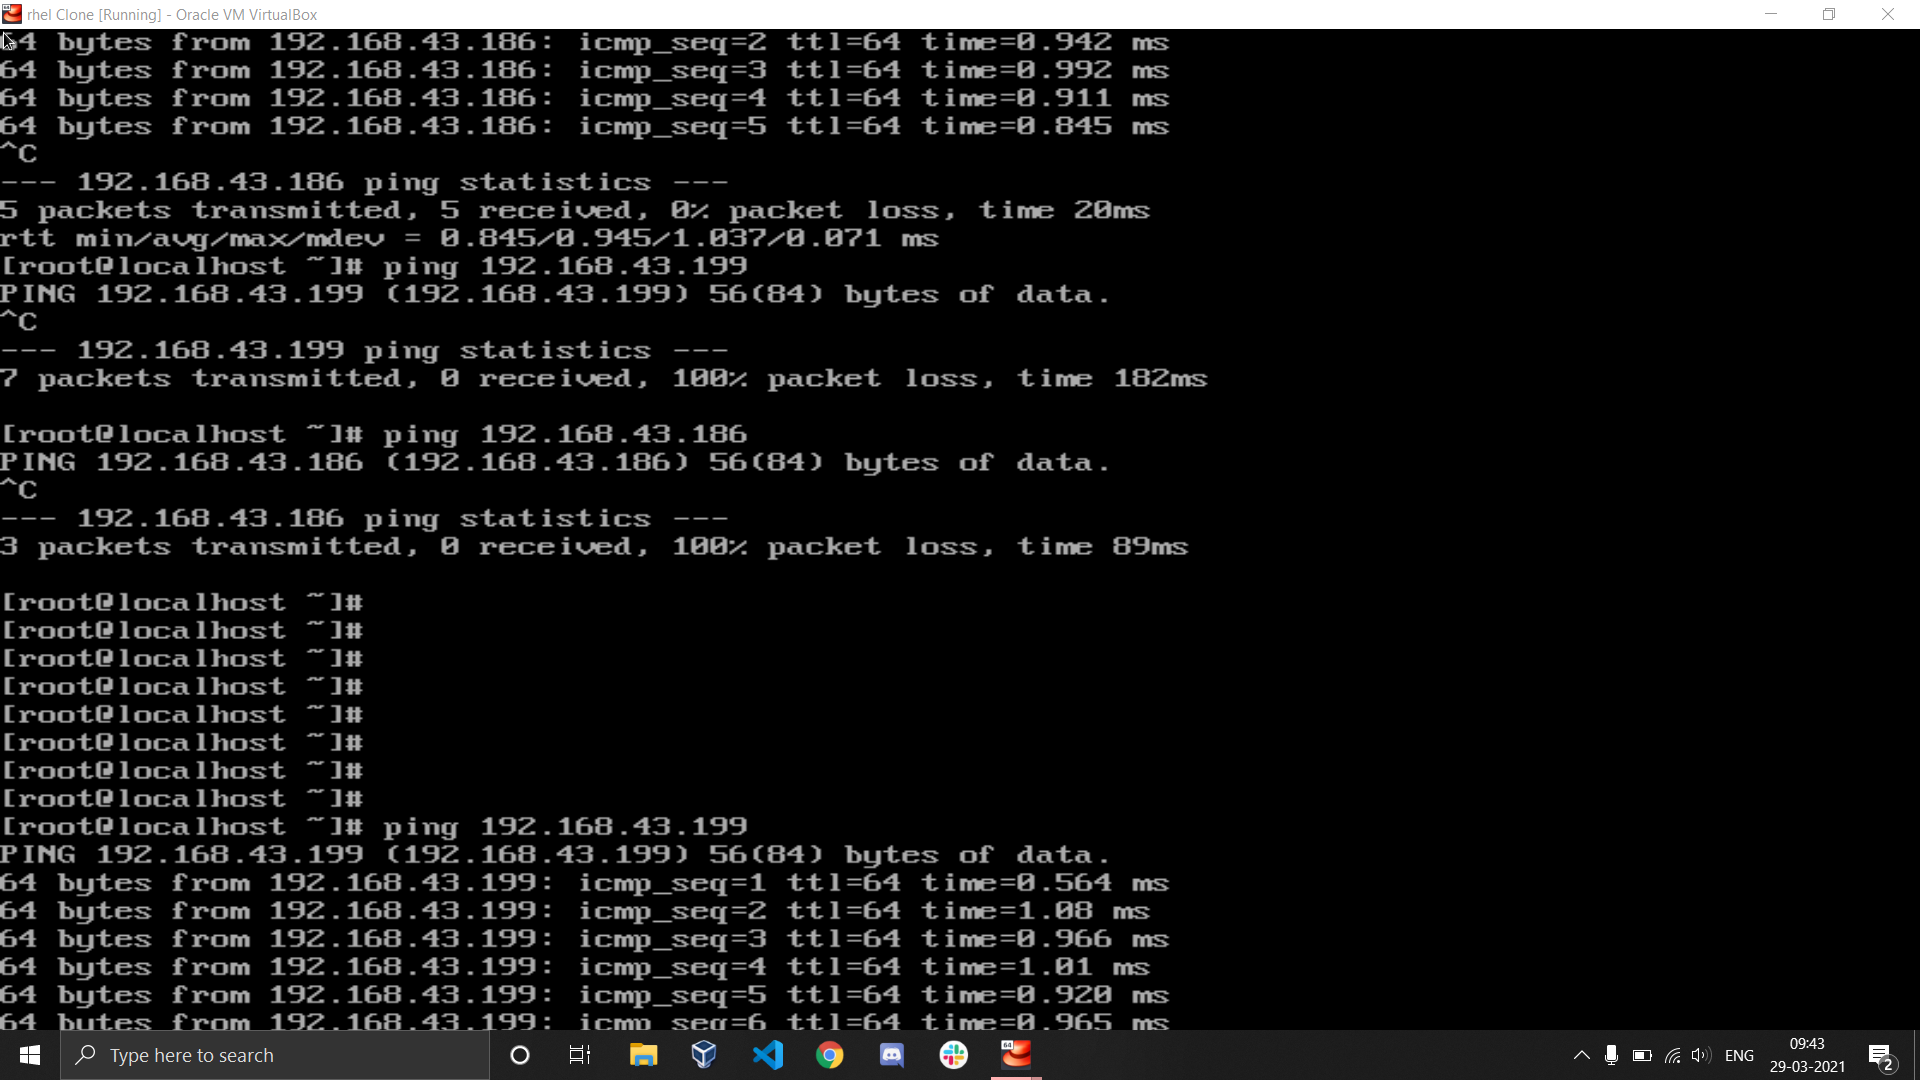 rhel Clone [Running] - Oracle VM VirtualBox
64 bytes from 192.168.43.186: icmp_seq=2 ttl=64 time=0.942 ms
64 bytes from 192.168.43.186: icmp_seq=3 ttl=64 time=0.992 ms
64 bytes from 192.168.43.186: icmp_seq=4 ttl=64 time=0.911 ms
64 bytes from 192.168.43.186: icmp_seq=5 ttl=64 time=0.845 ms
^C
--- 192.168.43.186 ping statistics ---
5 packets transmitted, 5 received, 0% packet loss, time 20ms
rtt min/avg/max/mdev = 0.845/0.945/1.037/0.071 ms
[root@localhost ~]# ping 192.168.43.199
PING 192.168.43.199 (192.168.43.199) 56(84) bytes of data.
^C
--- 192.168.43.199 ping statistics ---
7 packets transmitted, 0 received, 100% packet loss, time 182ms
[root@localhost ~]# ping 192.168.43.186
PING 192.168.43.186 (192.168.43.186) 56(84) bytes of data.
^C
--- 192.168.43.186 ping statistics ---
3 packets transmitted, 0 received, 100% packet loss, time 89ms
[root@localhost ~]#
[root@localhost ~]#
[root@localhost ~]#
[root@localhost ~]#
[root@localhost ~]#
[root@localhost ~]#
[root@localhost ~]#
[root@localhost ~]#
[root@localhost ~]# ping 192.168.43.199
PING 192.168.43.199 (192.168.43.199) 56(84) bytes of data.
64 bytes from 192.168.43.199: icmp_seq=1 ttl=64 time=0.564 ms
64 bytes from 192.168.43.199: icmp_seq=2 ttl=64 time=1.08 ms
64 bytes from 192.168.43.199: icmp_seq=3 ttl=64 time=0.966 ms
64 bytes from 192.168.43.199: icmp_seq=4 ttl=64 time=1.01 ms
64 bytes from 192.168.43.199: icmp_seq=5 ttl=64 time=0.920 ms
64 bytes from 192.168.43.199: icmp_seq=6 ttl=64 time=0.965 ms
Type here to search
64
ENG
09:43
29-03-2021
2